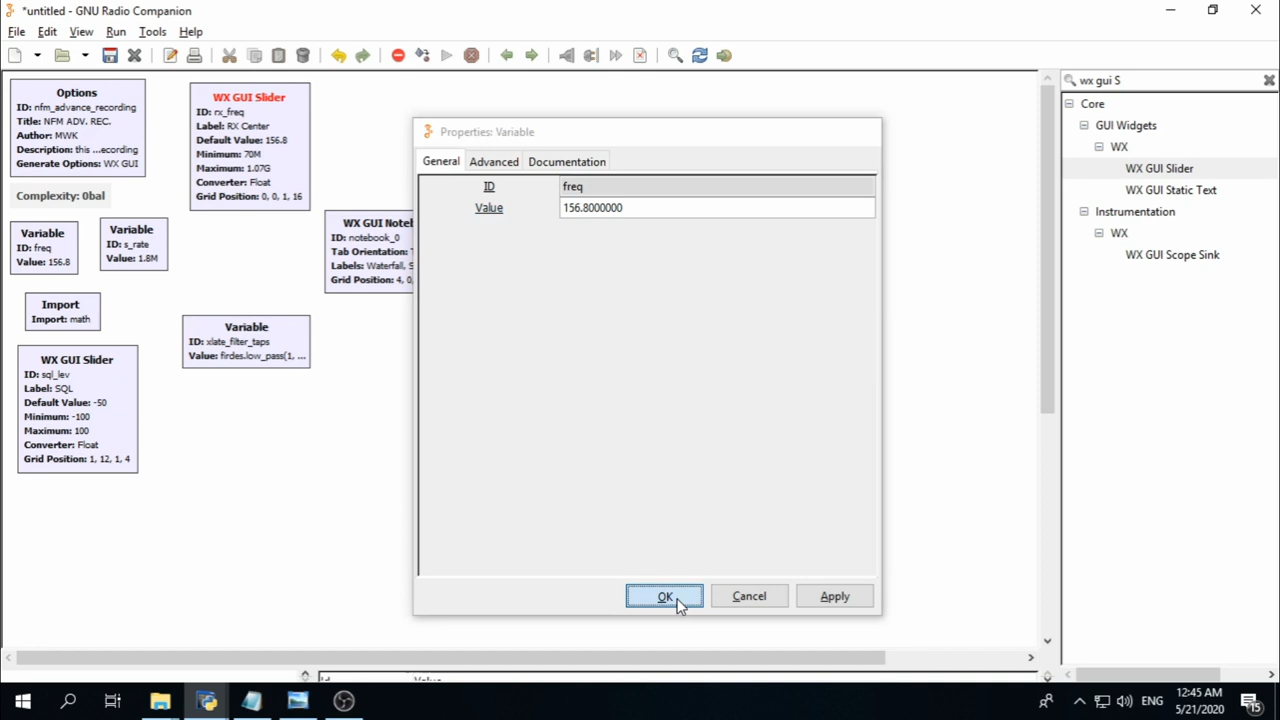 *untitled - GNU Radio Companion
File Edit View Run Tools Help
wx gui S
Options
ID: nfm_advance_recording
Title: NFM ADV. REC.
Author: MWK
Description: this ...ecording
Generate Options: WX GUI
Complexity: 0bal
WX GUI Slider
ID: rx_freq
Label: RX Center
Default Value: 156.8
Minimum: 70M
Maximum: 1.07G
Converter: Float
Grid Position: 0, 0, 1, 16
Variable
ID: freq
Value: 156.8
Variable
ID: s_rate
Value: 1.8M
WX GUI Noteb
ID: notebook_0
Tab Orientation:
Labels: Waterfall,
Grid Position: 4, 0,
Import
Import: math
Variable
ID: xlate_filter_taps
Value: firdes.low_pass(1, ...
WX GUI Slider
ID: sql_lev
Label: SQL
Default Value: -50
Minimum: -100
Maximum: 100
Converter: Float
Grid Position: 1, 12, 1, 4
Properties: Variable
General Advanced Documentation
ID freq
Value 156.8000000
OK Cancel Apply
Core
GUI Widgets
WX
WX GUI Slider
WX GUI Static Text
Instrumentation
WX
WX GUI Scope Sink
ENG
12:45 AM
5/21/2020
15